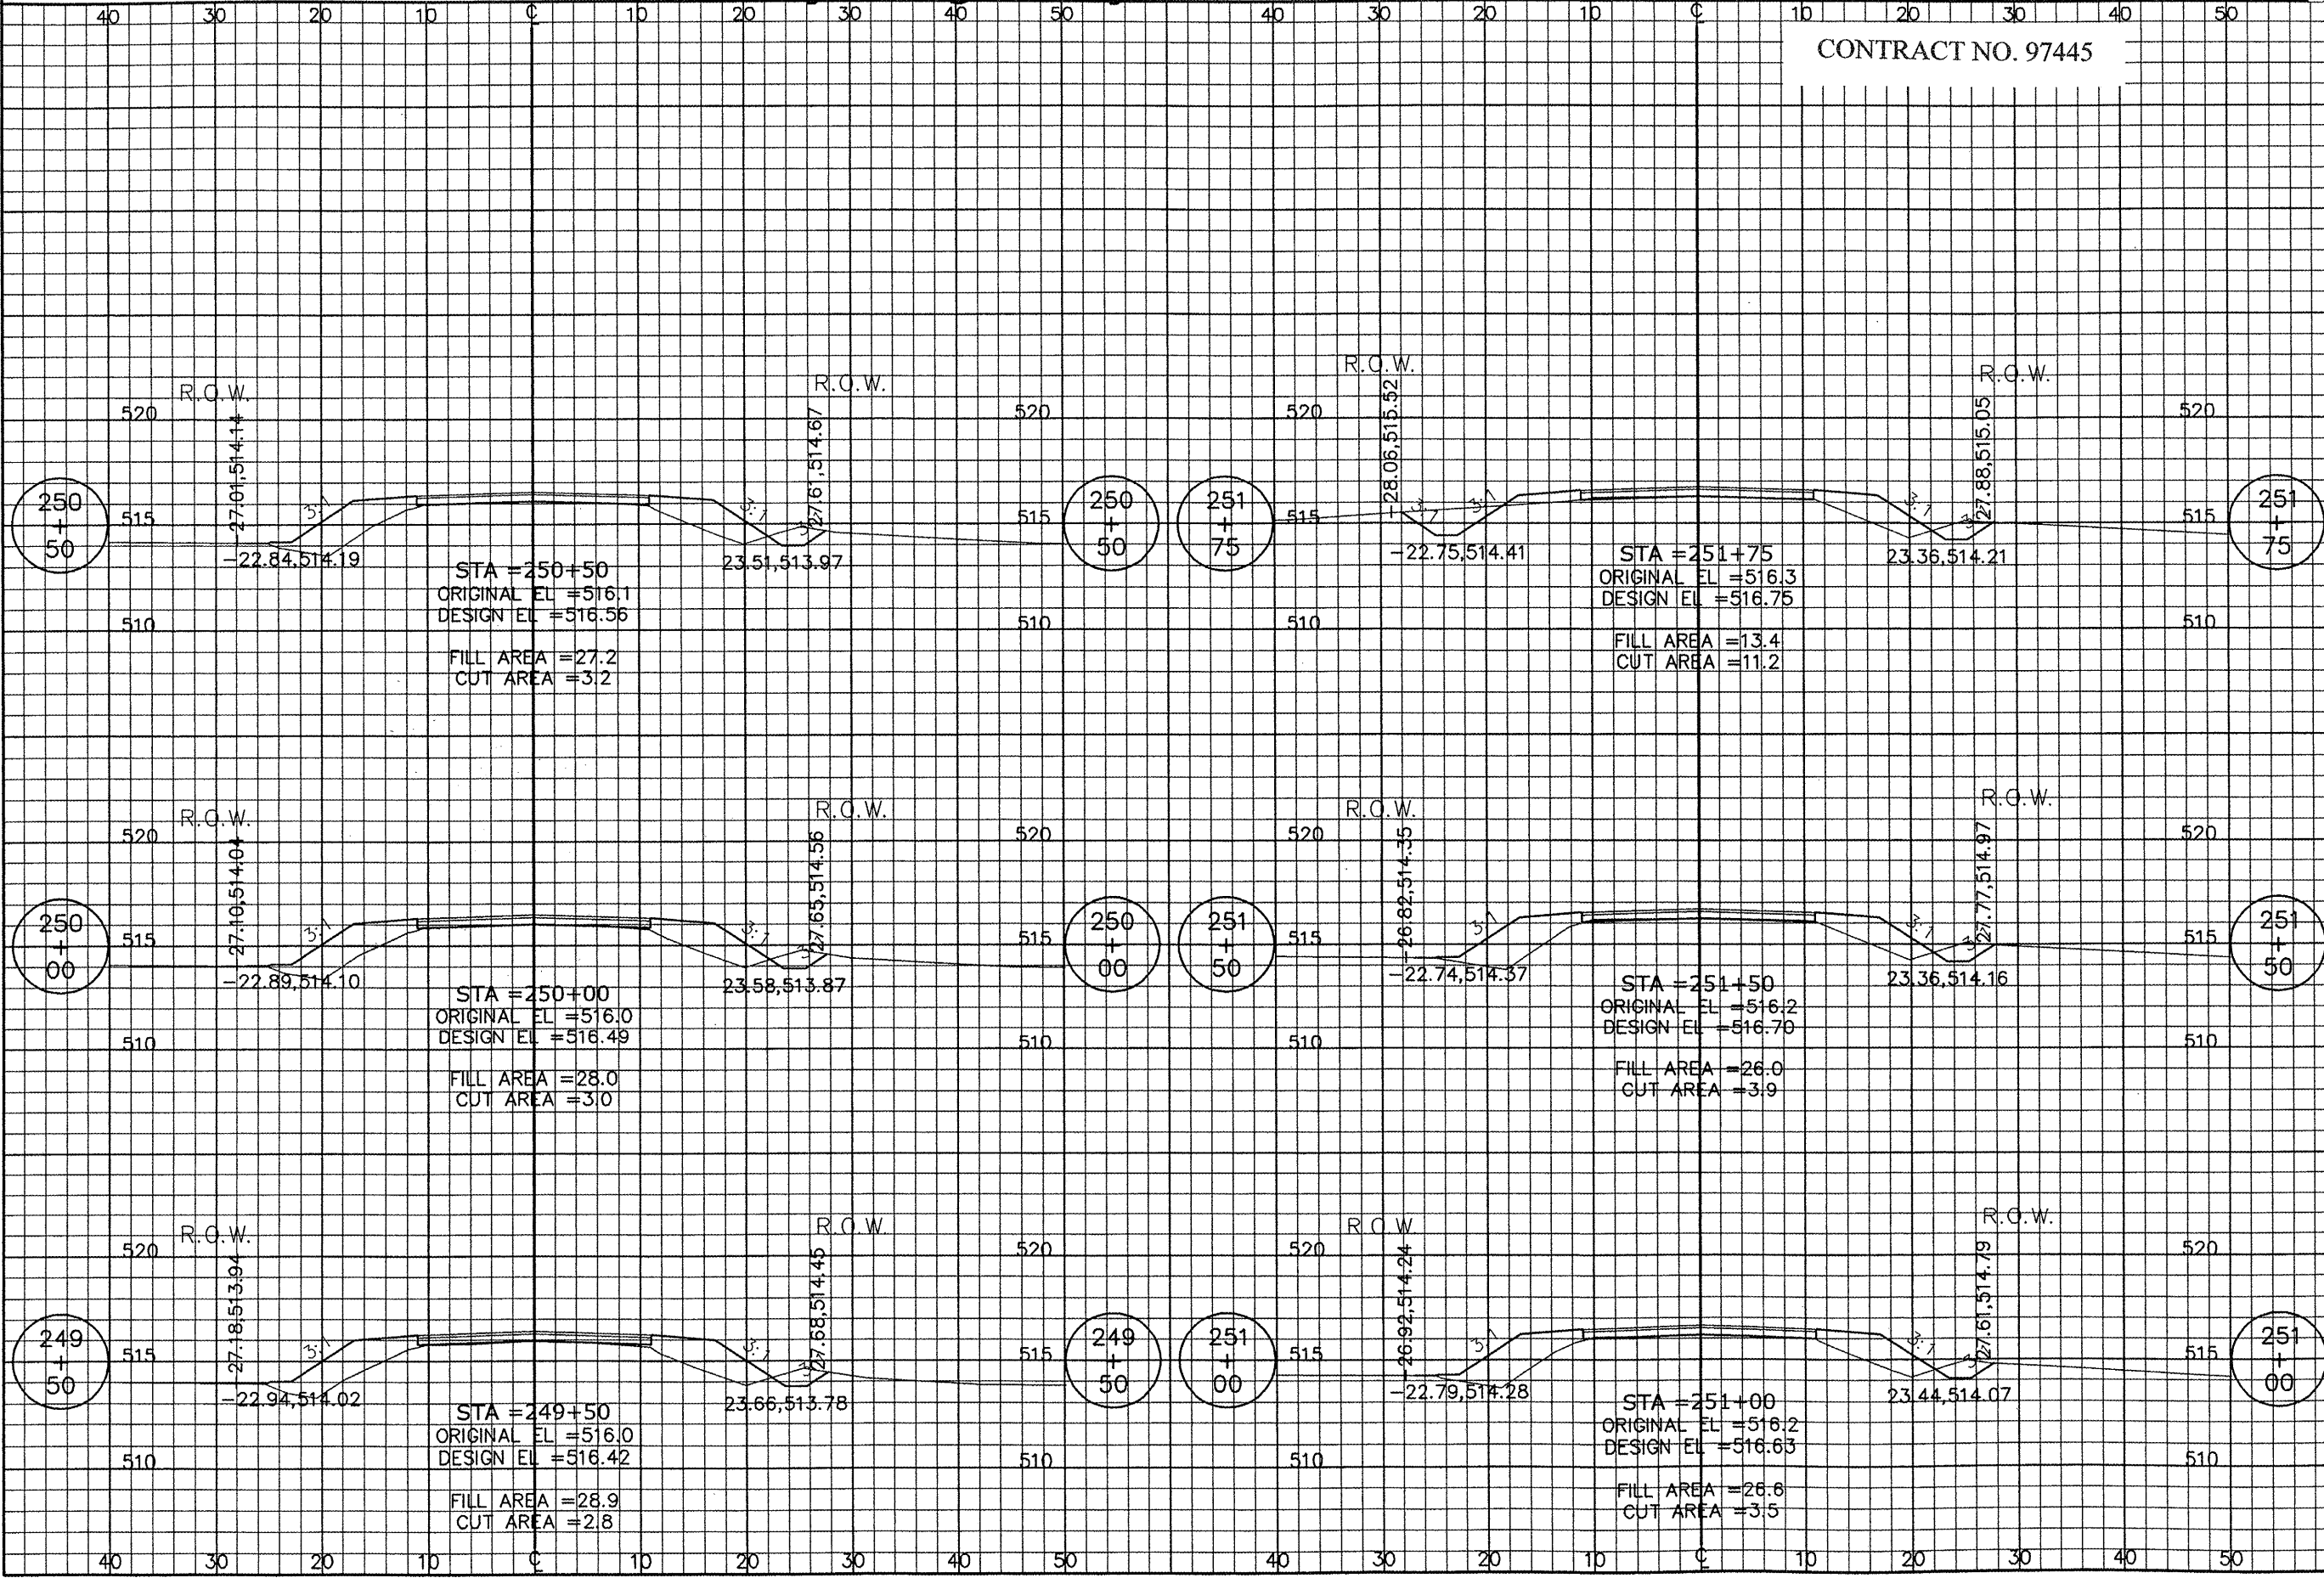 40 30 20 10 ℄ 10 20 30 40 50 40 30 20 10 ℄ 10 20 30 40 50
CONTRACT NO. 97445
R.O.W. R.O.W.
520 520
27.01,514.14 27.61,514.67
250 + 50
515 3:1 3:1 515
250 + 50
-22.84,514.19 23.51,513.97
STA =250+50
ORIGINAL EL =516.1
DESIGN EL =516.56
510 510
FILL AREA =27.2
CUT AREA =3.2
R.O.W. R.O.W.
520 520
-28.06,515.52 27.88,515.05
251 + 75
515 3:1 3:1 3:1 515
251 + 75
-22.75,514.41 23.36,514.21
STA =251+75
ORIGINAL EL =516.3
DESIGN EL =516.75
510 510
FILL AREA =13.4
CUT AREA =11.2
R.O.W. R.O.W.
520 520
27.10,514.04 27.65,514.56
250 + 00
515 3:1 3:1 515
250 + 00
-22.89,514.10 23.58,513.87
STA =250+00
ORIGINAL EL =516.0
DESIGN EL =516.49
510 510
FILL AREA =28.0
CUT AREA =3.0
R.O.W. R.O.W.
520 520
-26.82,514.35 27.77,514.97
251 + 50
515 3:1 3:1 515
251 + 50
-22.74,514.37 23.36,514.16
STA =251+50
ORIGINAL EL =516.2
DESIGN EL =516.70
510 510
FILL AREA =26.0
CUT AREA =3.9
R.O.W. R.O.W.
520 520
27.18,513.94 27.68,514.45
249 + 50
515 3:1 3:1 515
249 + 50
-22.94,514.02 23.66,513.78
STA =249+50
ORIGINAL EL =516.0
DESIGN EL =516.42
510 510
FILL AREA =28.9
CUT AREA =2.8
R.O.W. R.O.W.
520 520
-26.92,514.24 27.61,514.79
251 + 00
515 3:1 3:1 515
251 + 00
-22.79,514.28 23.44,514.07
STA =251+00
ORIGINAL EL =516.2
DESIGN EL =516.63
510 510
FILL AREA =26.6
CUT AREA =3.5
40 30 20 10 ℄ 10 20 30 40 50 40 30 20 10 ℄ 10 20 30 40 50